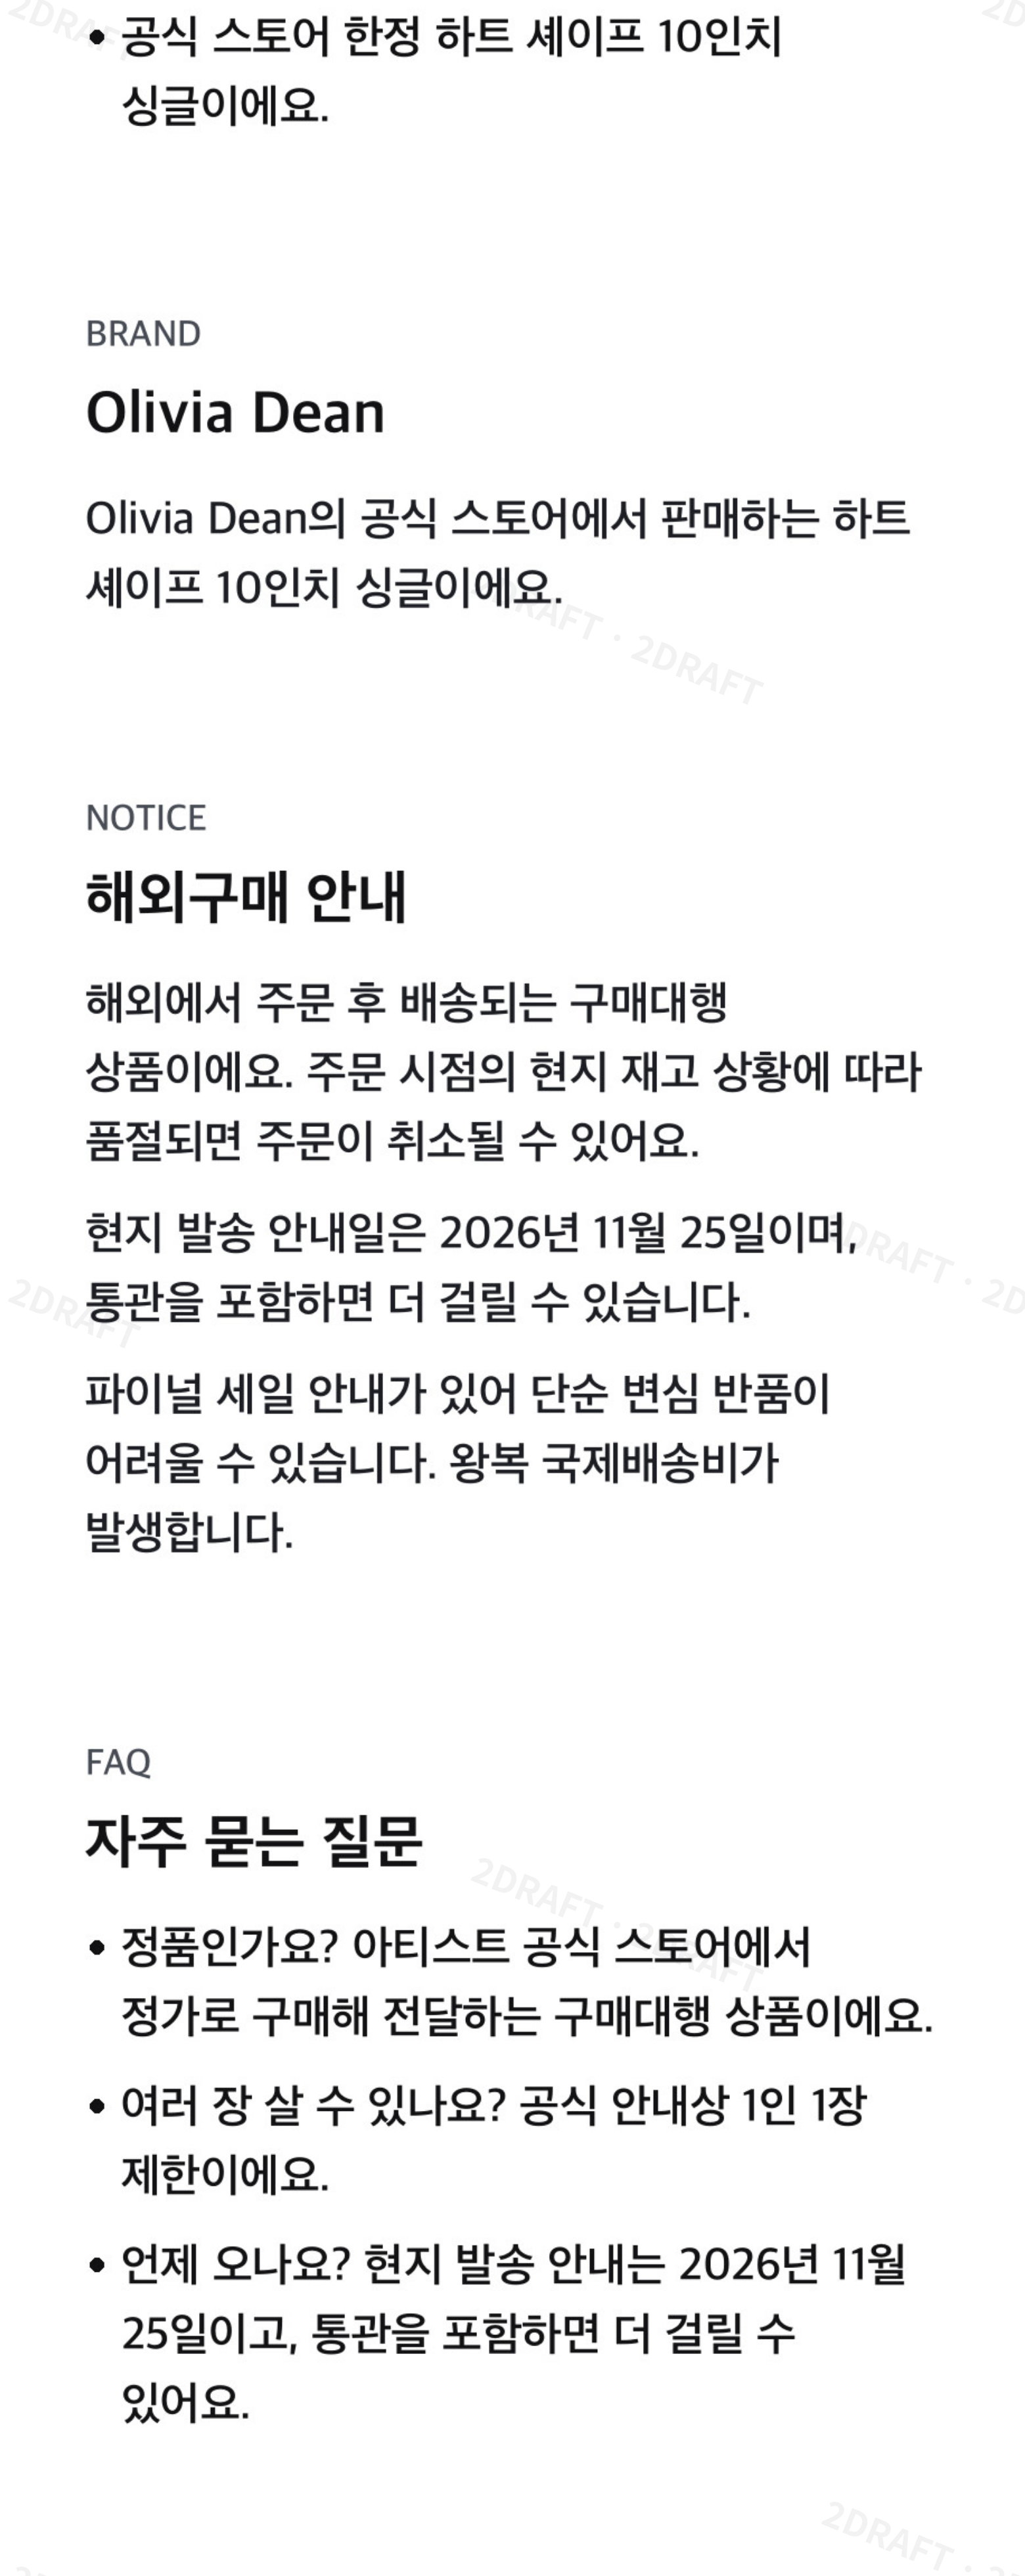 • 공식 스토어 한정 하트 셰이프 10인치
싱글이에요.
BRAND
Olivia Dean
Olivia Dean의 공식 스토어에서 판매하는 하트
셰이프 10인치 싱글이에요.
2DRAFT · 2DRAFT
NOTICE
해외구매 안내
해외에서 주문 후 배송되는 구매대행
상품이에요. 주문 시점의 현지 재고 상황에 따라
품절되면 주문이 취소될 수 있어요.
현지 발송 안내일은 2026년 11월 25일이며,
통관을 포함하면 더 걸릴 수 있습니다.
2DRAFT
파이널 세일 안내가 있어 단순 변심 반품이
어려울 수 있습니다. 왕복 국제배송비가
발생합니다.
FAQ
자주 묻는 질문
2DRAFT · 2DRAFT
• 정품인가요? 아티스트 공식 스토어에서
정가로 구매해 전달하는 구매대행 상품이에요.
• 여러 장 살 수 있나요? 공식 안내상 1인 1장
제한이에요.
• 언제 오나요? 현지 발송 안내는 2026년 11월
25일이고, 통관을 포함하면 더 걸릴 수
있어요.
2DRAFT